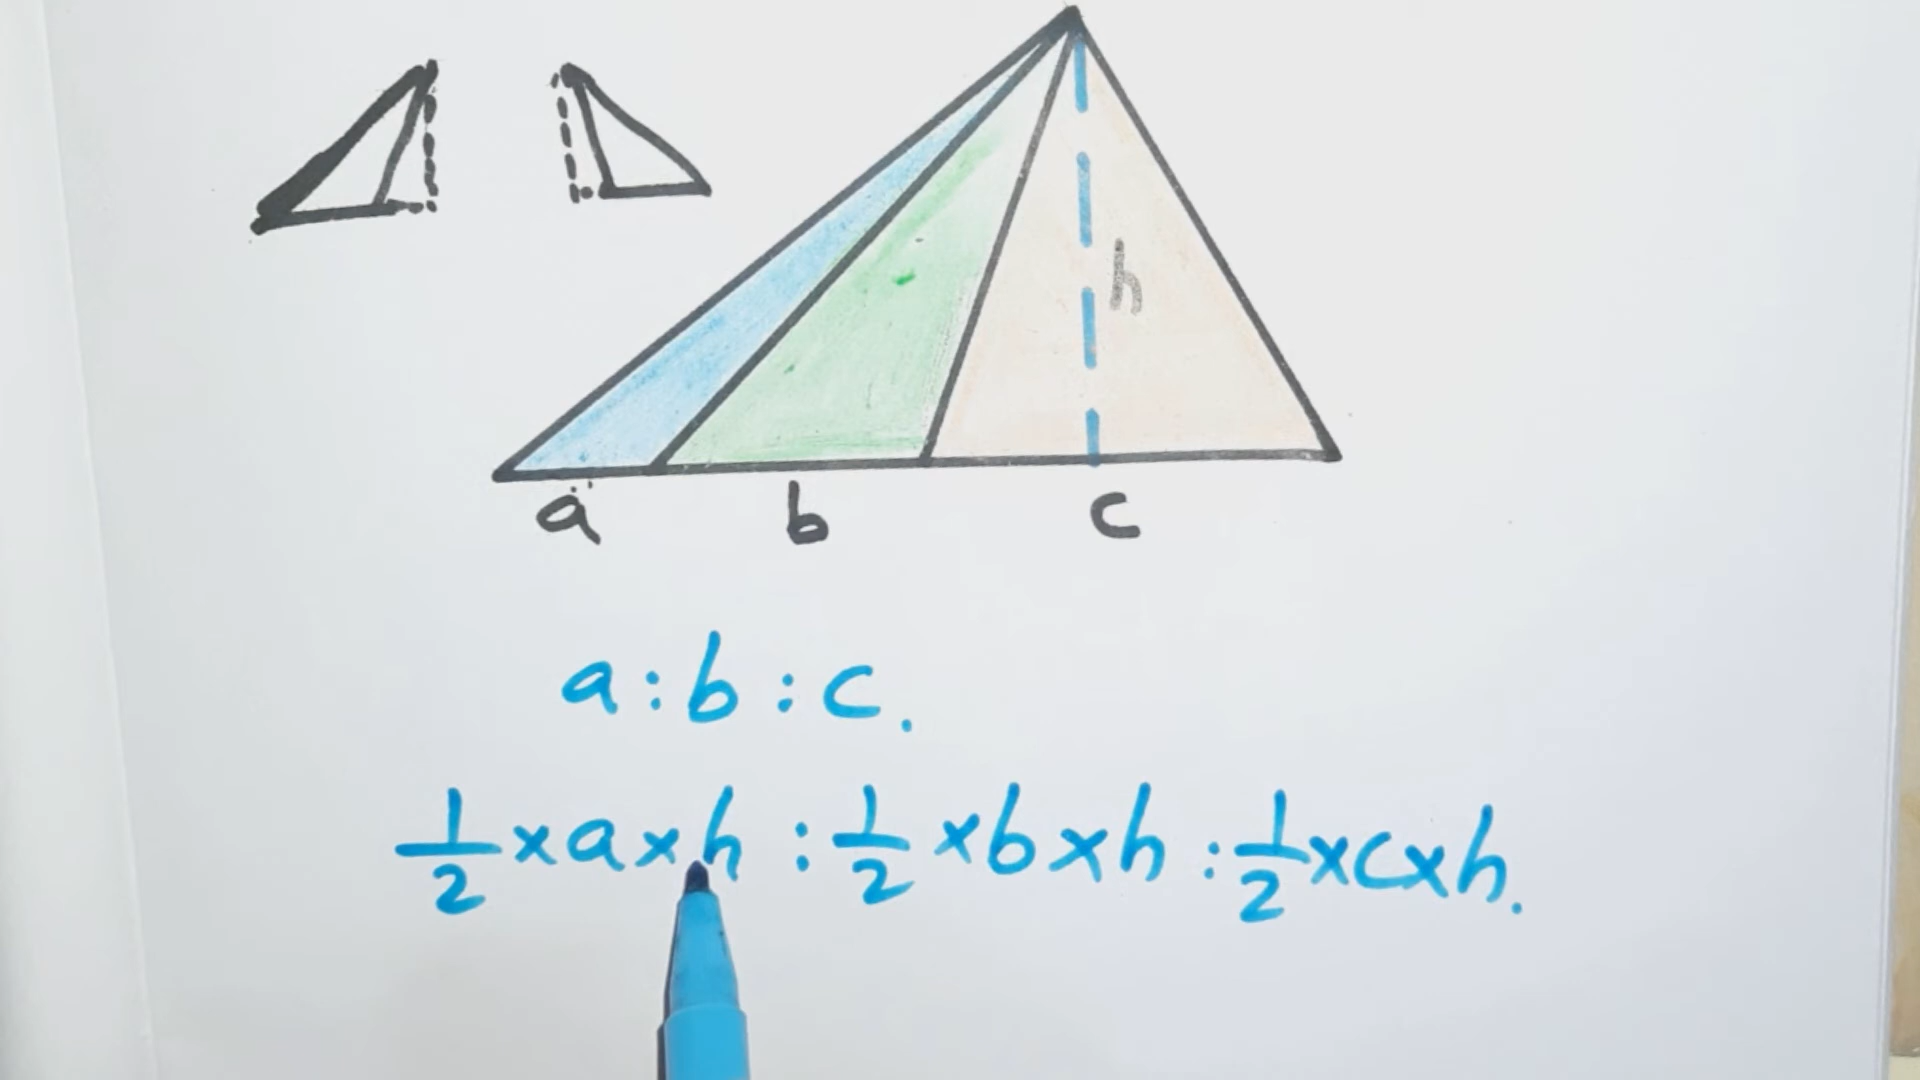 h
a b c
a : b : c .
1/2 × a × h : 1/2 × b × h : 1/2 × c × h .